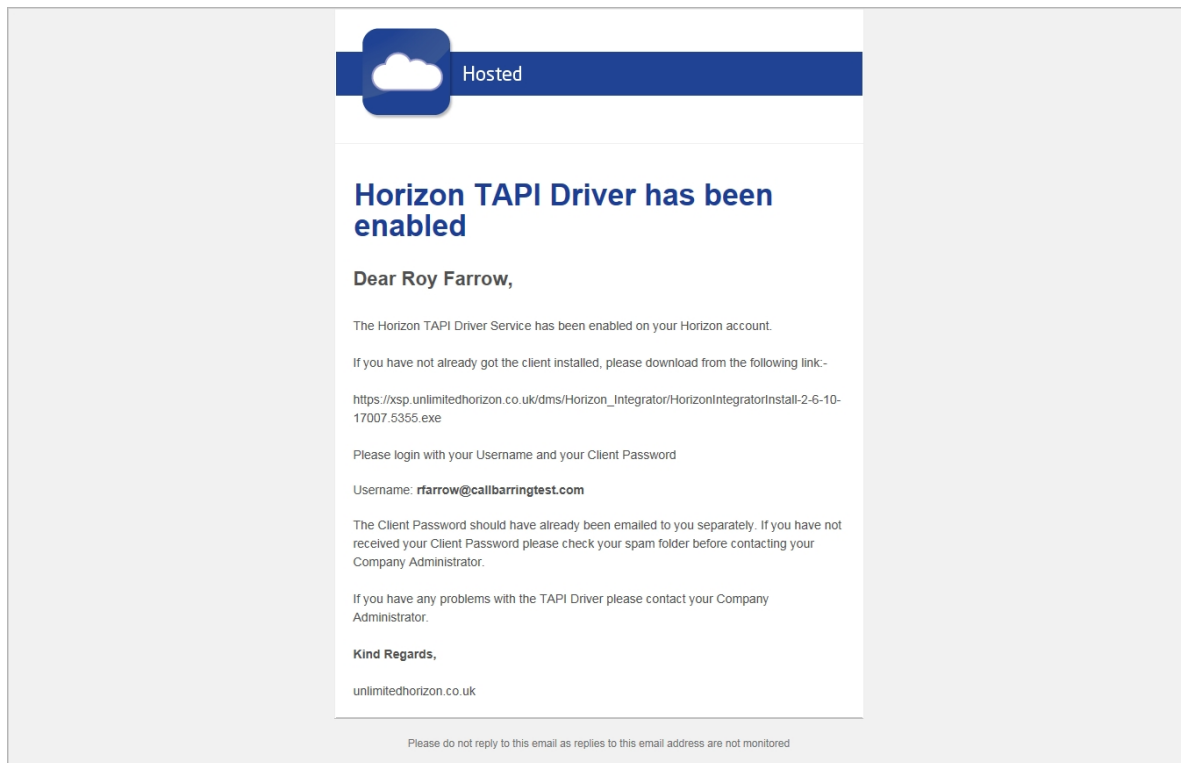 Hosted
Horizon TAPI Driver has been
enabled
Dear Roy Farrow,
The Horizon TAPI Driver Service has been enabled on your Horizon account.
If you have not already got the client installed, please download from the following link:-
https://xsp.unlimitedhorizon.co.uk/dms/Horizon_Integrator/HorizonIntegratorInstall-2-6-10-
17007.5355.exe
Please login with your Username and your Client Password
Username: rfarrow@callbarringtest.com
The Client Password should have already been emailed to you separately. If you have not
received your Client Password please check your spam folder before contacting your
Company Administrator.
If you have any problems with the TAPI Driver please contact your Company
Administrator.
Kind Regards,
unlimitedhorizon.co.uk
Please do not reply to this email as replies to this email address are not monitored